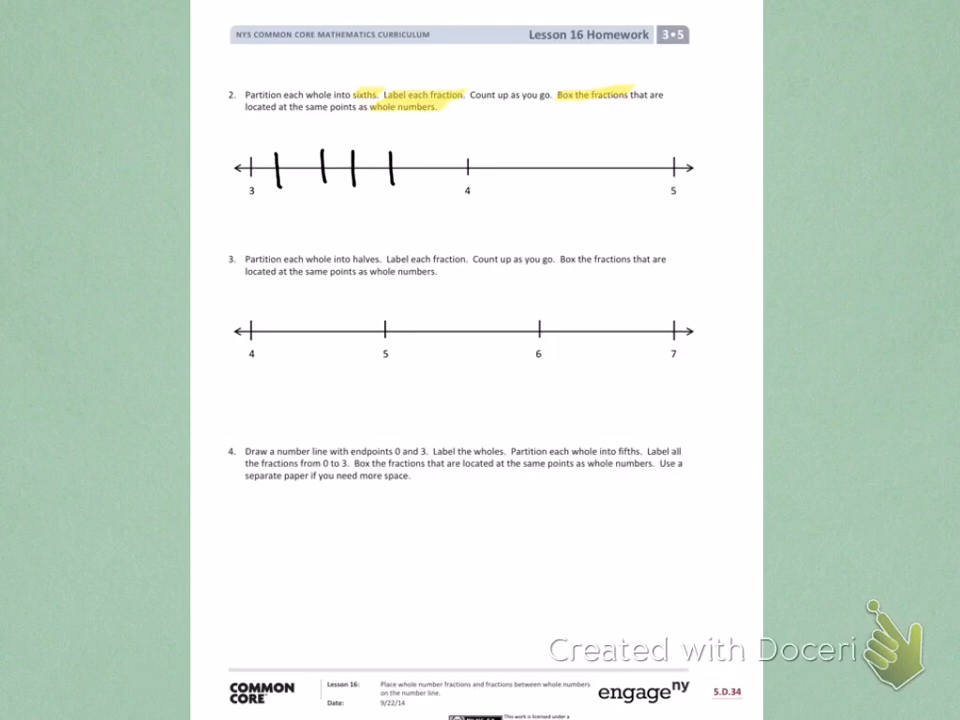 NYS COMMON CORE MATHEMATICS CURRICULUM
Lesson 16 Homework 3•5
2. Partition each whole into sixths. Label each fraction. Count up as you go. Box the fractions that are
located at the same points as whole numbers.
3 4 5
3. Partition each whole into halves. Label each fraction. Count up as you go. Box the fractions that are
located at the same points as whole numbers.
4 5 6 7
4. Draw a number line with endpoints 0 and 3. Label the wholes. Partition each whole into fifths. Label all
the fractions from 0 to 3. Box the fractions that are located at the same points as whole numbers. Use a
separate paper if you need more space.
Created with Doceri
COMMON
CORE
Lesson 16: Place whole number fractions and fractions between whole numbers
on the number line.
Date: 9/22/14
engage ny
5.D.34
This work is licensed under a